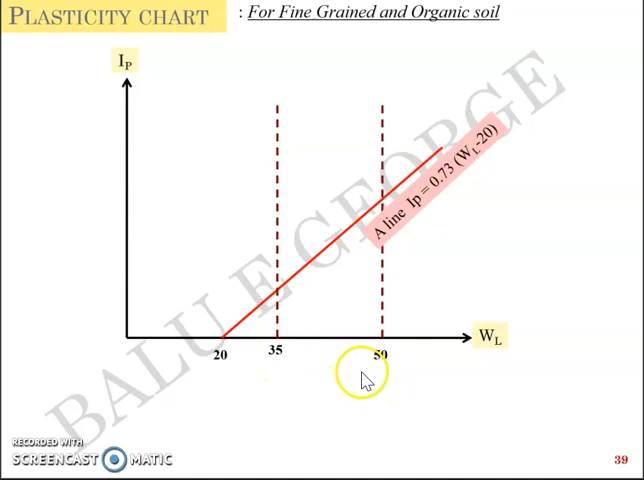 PLASTICITY CHART : For Fine Grained and Organic soil
IP
A line Ip = 0.73 (WL-20)
BALU E GEORGE
WL
20 35 50
RECORDED WITH
SCREENCAST MATIC
39